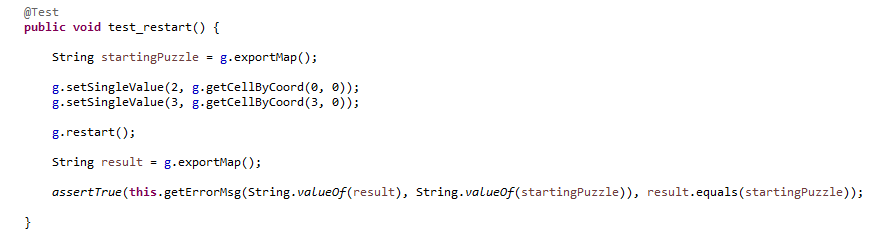 @Test
public void test_restart() {
String startingPuzzle = g.exportMap();
g.setSingleValue(2, g.getCellByCoord(0, 0));
g.setSingleValue(3, g.getCellByCoord(3, 0));
g.restart();
String result = g.exportMap();
assertTrue(this.getErrorMsg(String.valueOf(result), String.valueOf(startingPuzzle)), result.equals(startingPuzzle));
}